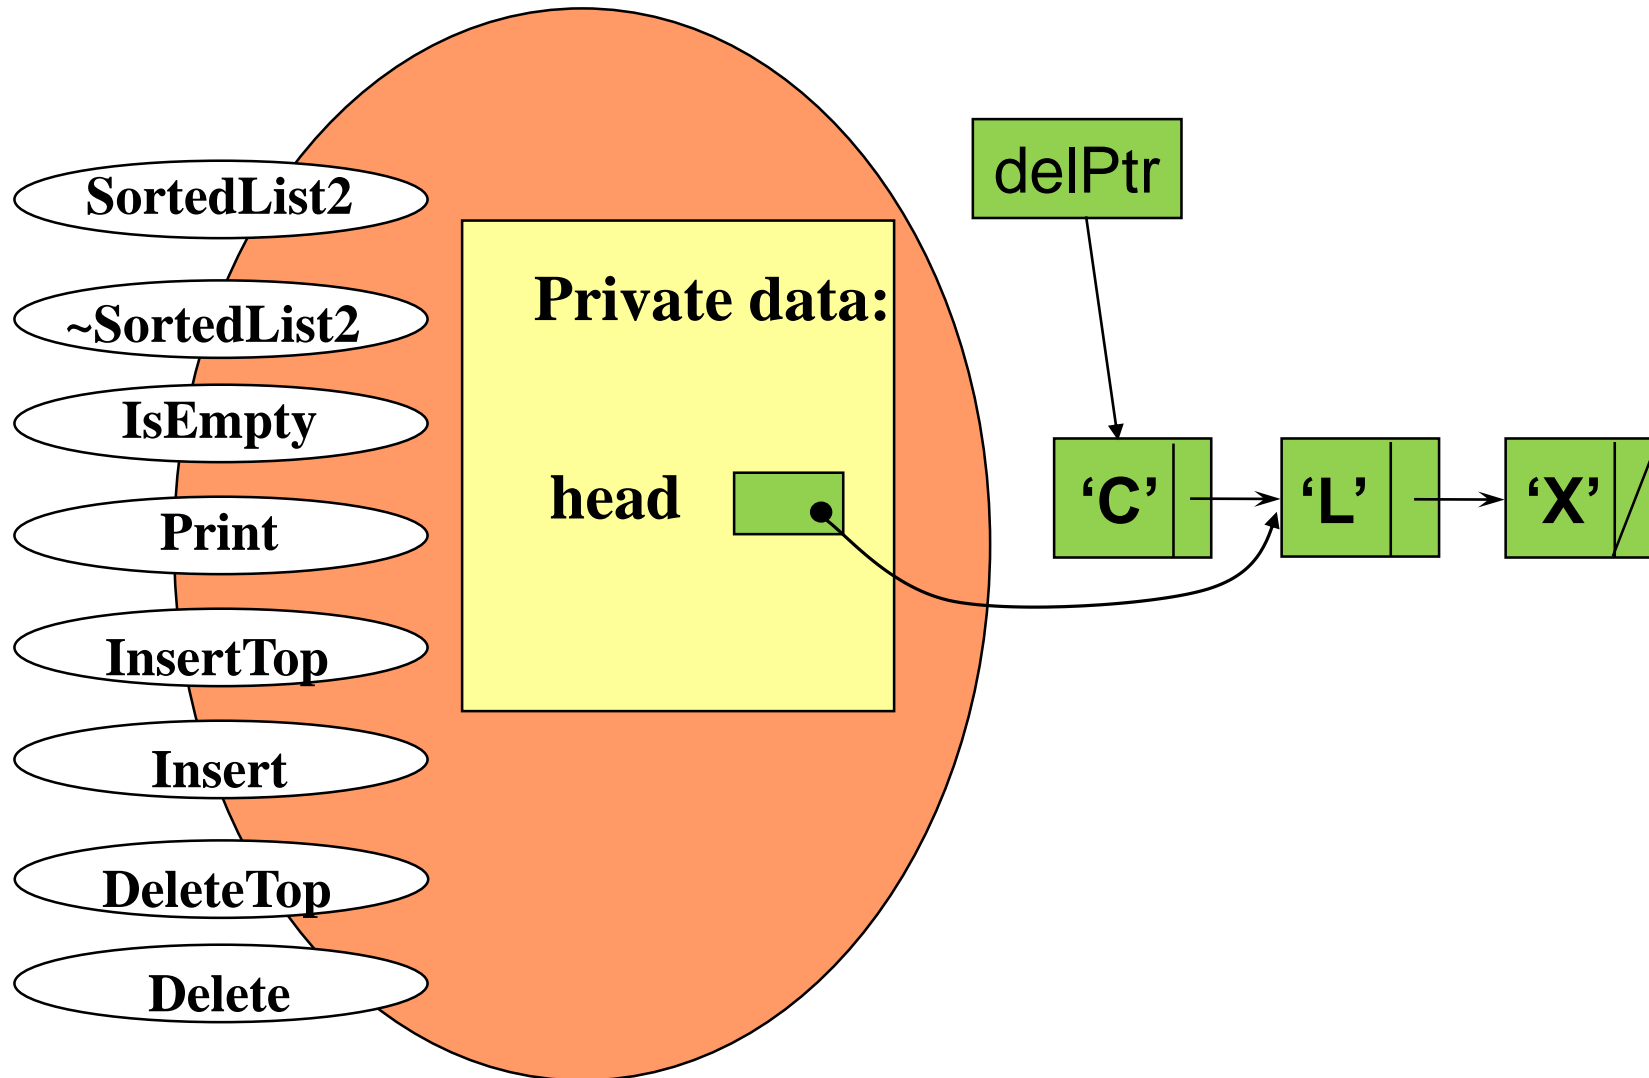 SortedList2
~SortedList2
IsEmpty
Print
InsertTop
Insert
DeleteTop
Delete
Private data:
head
delPtr
‘C’
‘L’
‘X’